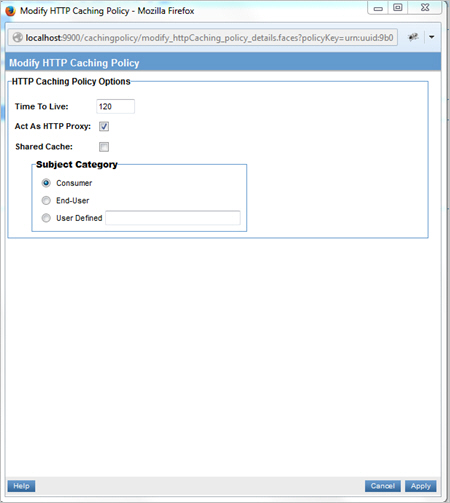 Modify HTTP Caching Policy - Mozilla Firefox
localhost:9900/cachingpolicy/modify_httpCaching_policy_details.faces?policyKey=urn:uuid:9b0
Modify HTTP Caching Policy
HTTP Caching Policy Options
Time To Live: 120
Act As HTTP Proxy:
Shared Cache:
Subject Category
Consumer
End-User
User Defined
Help Cancel Apply